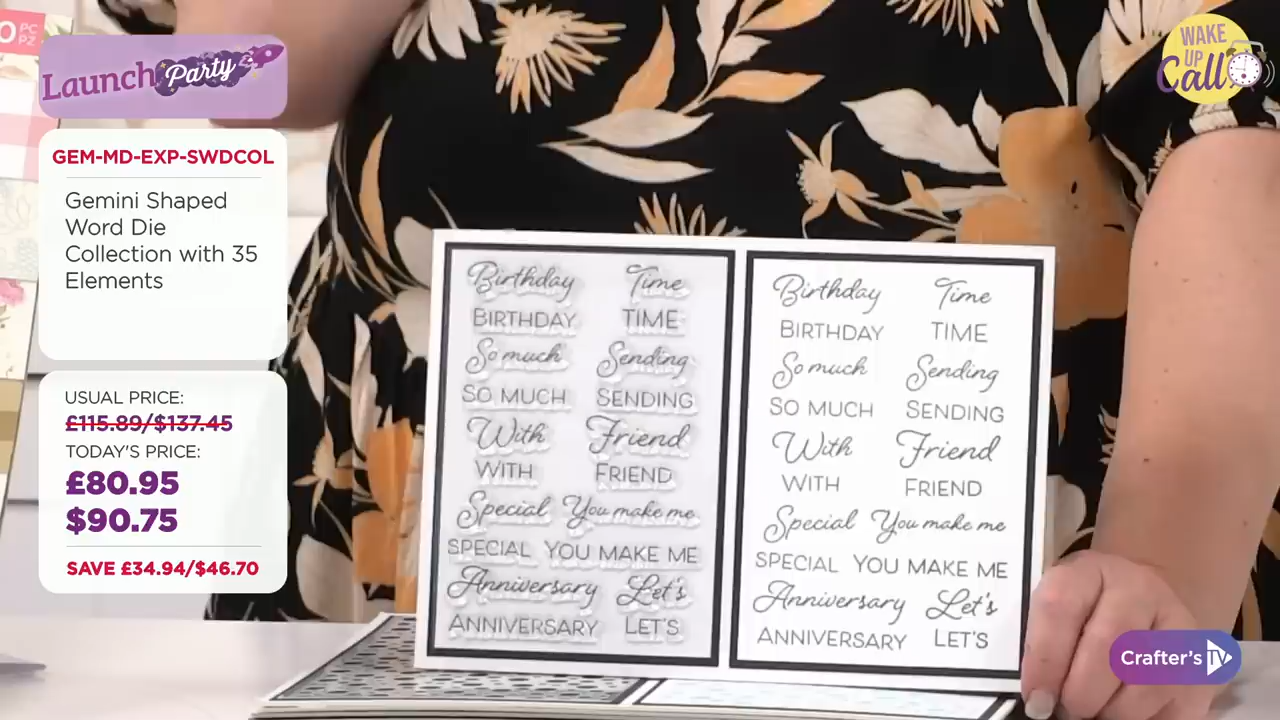 0 PC
PZ
Launch Party
WAKE
UP
Call
GEM-MD-EXP-SWDCOL
Gemini Shaped
Word Die
Collection with 35
Elements
USUAL PRICE:
£115.89/$137.45
TODAY'S PRICE:
£80.95
$90.75
SAVE £34.94/$46.70
Birthday Time
BIRTHDAY TIME
So much Sending
SO MUCH SENDING
With Friend
WITH FRIEND
Special You make me
SPECIAL YOU MAKE ME
Anniversary Let's
ANNIVERSARY LET'S
Birthday Time
BIRTHDAY TIME
So much Sending
SO MUCH SENDING
With Friend
WITH FRIEND
Special You make me
SPECIAL YOU MAKE ME
Anniversary Let's
ANNIVERSARY LET'S
Crafter's TV